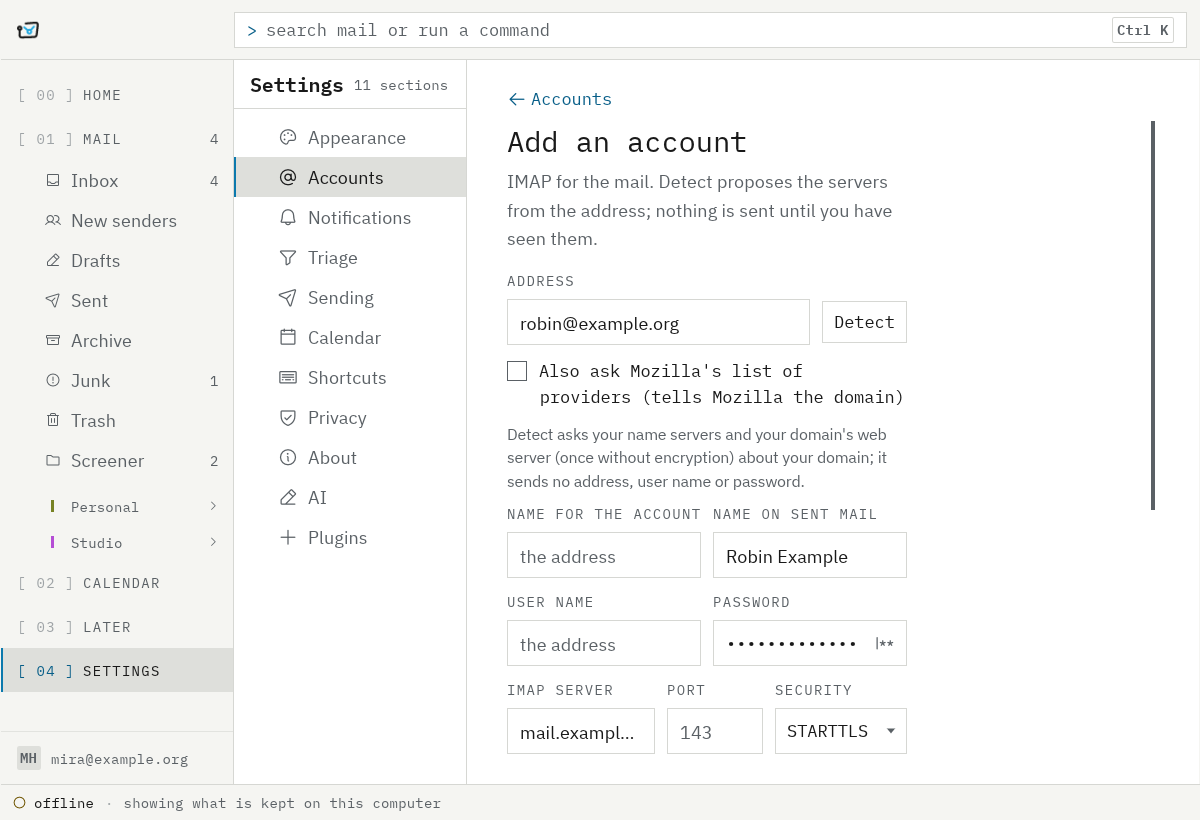 > search mail or run a command
Ctrl K
[ 00 ] HOME
[ 01 ] MAIL 4
Inbox 4
New senders
Drafts
Sent
Archive
Junk 1
Trash
Screener 2
Personal
Studio
[ 02 ] CALENDAR
[ 03 ] LATER
[ 04 ] SETTINGS
MH mira@example.org
Settings 11 sections
Appearance
Accounts
Notifications
Triage
Sending
Calendar
Shortcuts
Privacy
About
AI
Plugins
← Accounts
Add an account
IMAP for the mail. Detect proposes the servers
from the address; nothing is sent until you have
seen them.
ADDRESS
robin@example.org
Detect
Also ask Mozilla's list of
providers (tells Mozilla the domain)
Detect asks your name servers and your domain's web
server (once without encryption) about your domain; it
sends no address, user name or password.
NAME FOR THE ACCOUNT NAME ON SENT MAIL
the address Robin Example
USER NAME PASSWORD
the address •••••••••••••
IMAP SERVER PORT SECURITY
mail.exampl… 143 STARTTLS
offline · showing what is kept on this computer